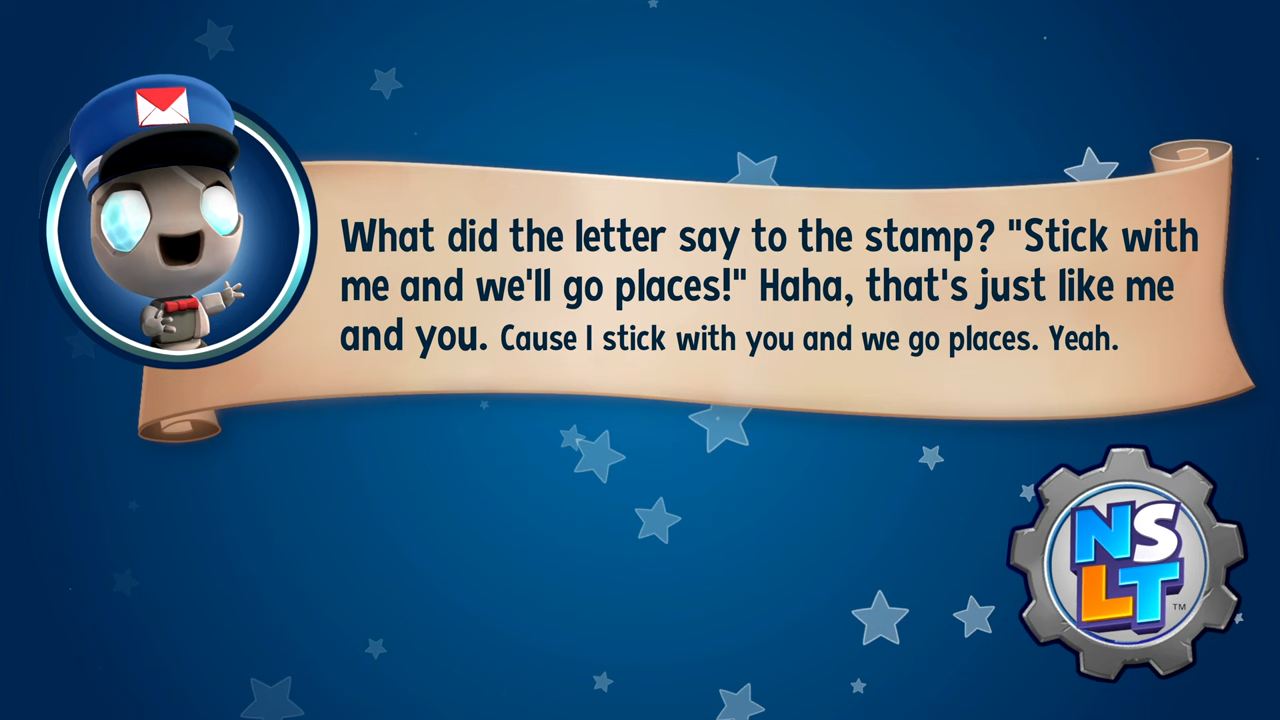 What did the letter say to the stamp? "Stick with
me and we'll go places!" Haha, that's just like me
and you. Cause I stick with you and we go places. Yeah.
NS
LT
TM